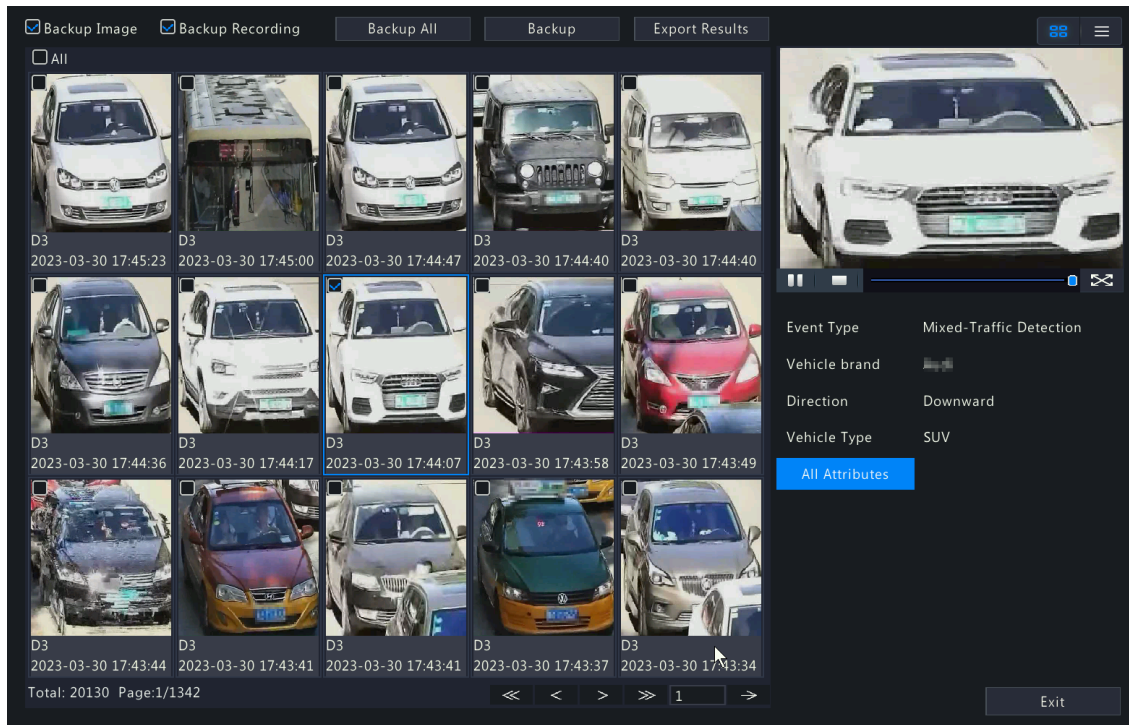 Backup Image Backup Recording Backup All Backup Export Results
All
D3 D3 D3 D3 D3
2023-03-30 17:45:23 2023-03-30 17:45:00 2023-03-30 17:44:47 2023-03-30 17:44:40 2023-03-30 17:44:40
D3 D3 D3 D3 D3
2023-03-30 17:44:36 2023-03-30 17:44:17 2023-03-30 17:44:07 2023-03-30 17:43:58 2023-03-30 17:43:49
D3 D3 D3 D3 D3
2023-03-30 17:43:44 2023-03-30 17:43:41 2023-03-30 17:43:41 2023-03-30 17:43:37 2023-03-30 17:43:34
Total: 20130 Page:1/1342 << < > >> 1
Event Type Mixed-Traffic Detection
Vehicle brand
Direction Downward
Vehicle Type SUV
All Attributes
Exit